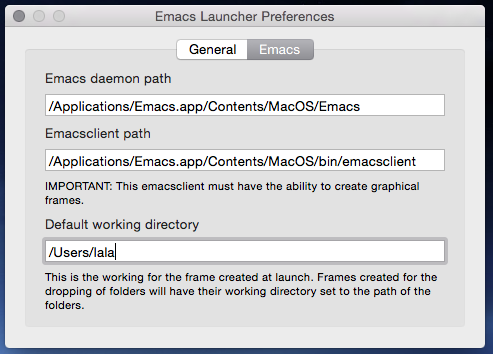 Emacs Launcher Preferences
General Emacs
Emacs daemon path
/Applications/Emacs.app/Contents/MacOS/Emacs
Emacsclient path
/Applications/Emacs.app/Contents/MacOS/bin/emacsclient
IMPORTANT: This emacsclient must have the ability to create graphical
frames.
Default working directory
/Users/lala
This is the working for the frame created at launch. Frames created for the
dropping of folders will have their working directory set to the path of the
folders.